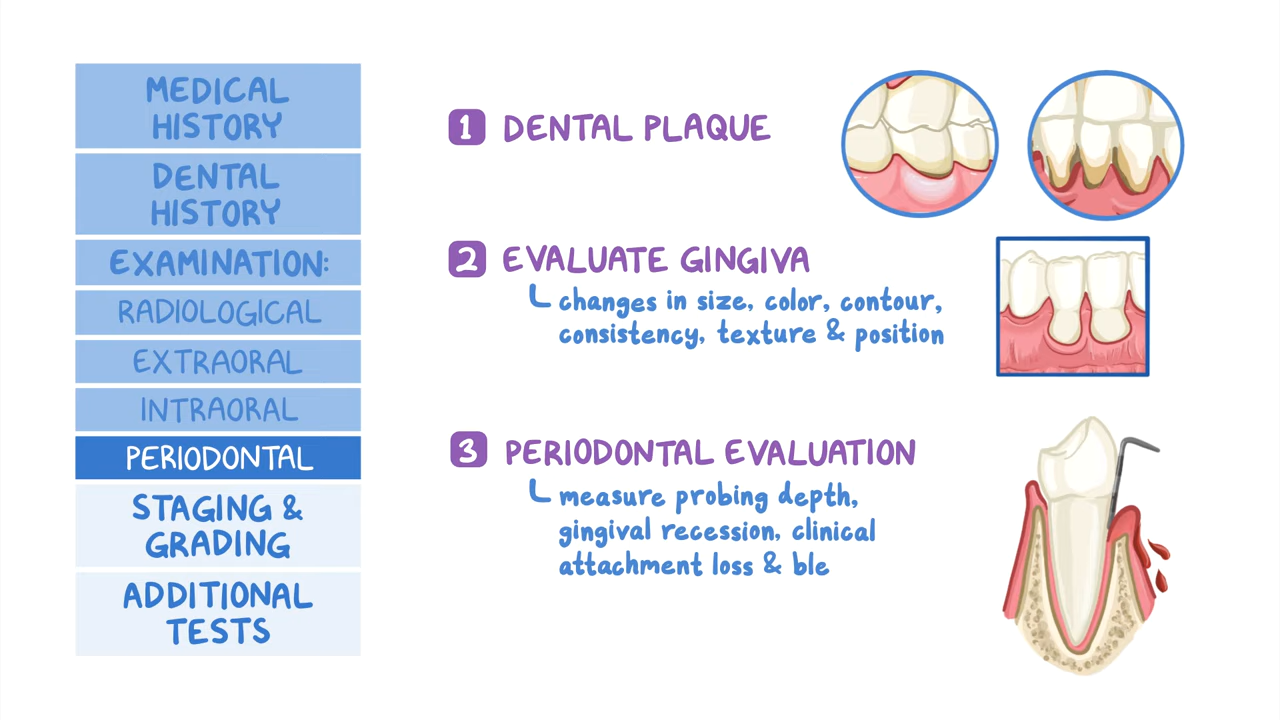 MEDICAL
HISTORY
DENTAL
HISTORY
EXAMINATION:
RADIOLOGICAL
EXTRAORAL
INTRAORAL
PERIODONTAL
STAGING &
GRADING
ADDITIONAL
TESTS
1 DENTAL PLAQUE
2 EVALUATE GINGIVA
changes in size, color, contour,
consistency, texture & position
3 PERIODONTAL EVALUATION
measure probing depth,
gingival recession, clinical
attachment loss & ble